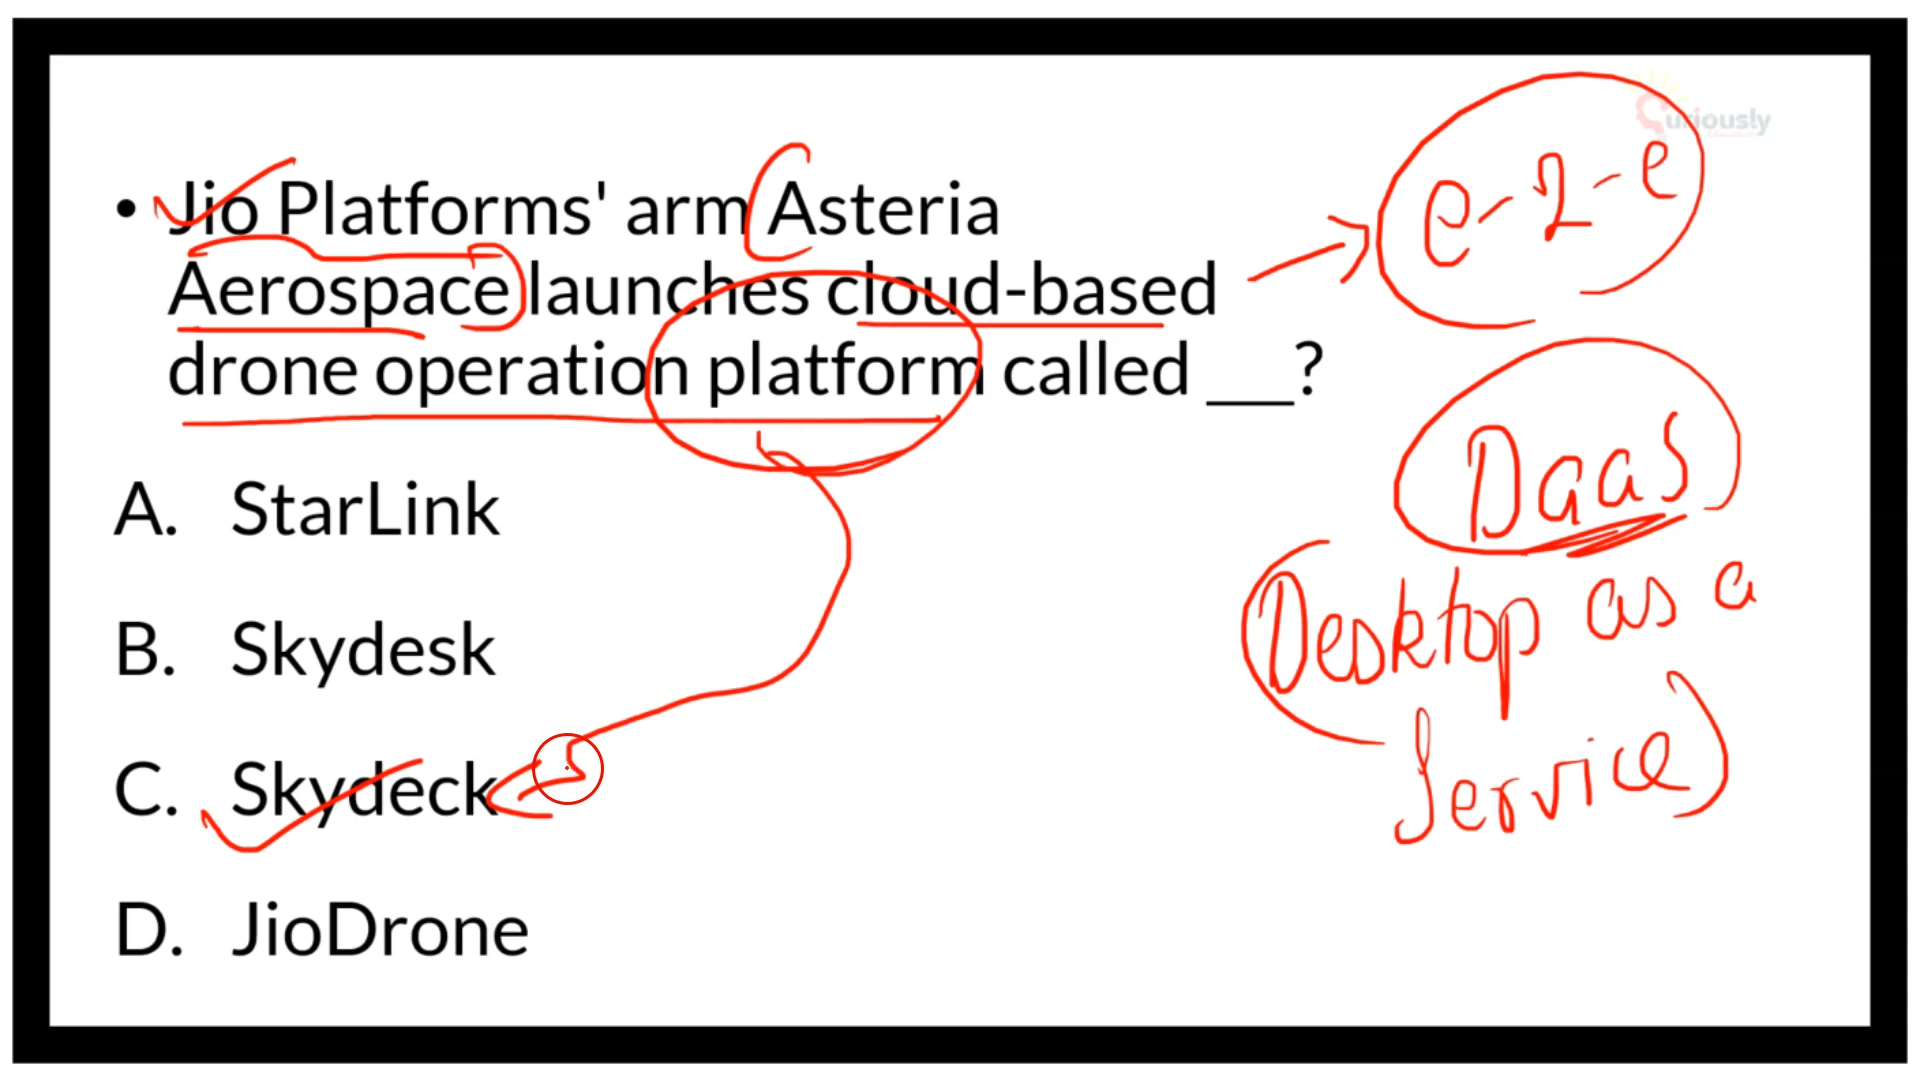 uriously
• Jio Platforms' arm Asteria
Aerospace launches cloud-based
drone operation platform called ___?
A. StarLink
B. Skydesk
C. Skydeck
D. JioDrone
e-2-e
DaaS
Desktop as a
Service)